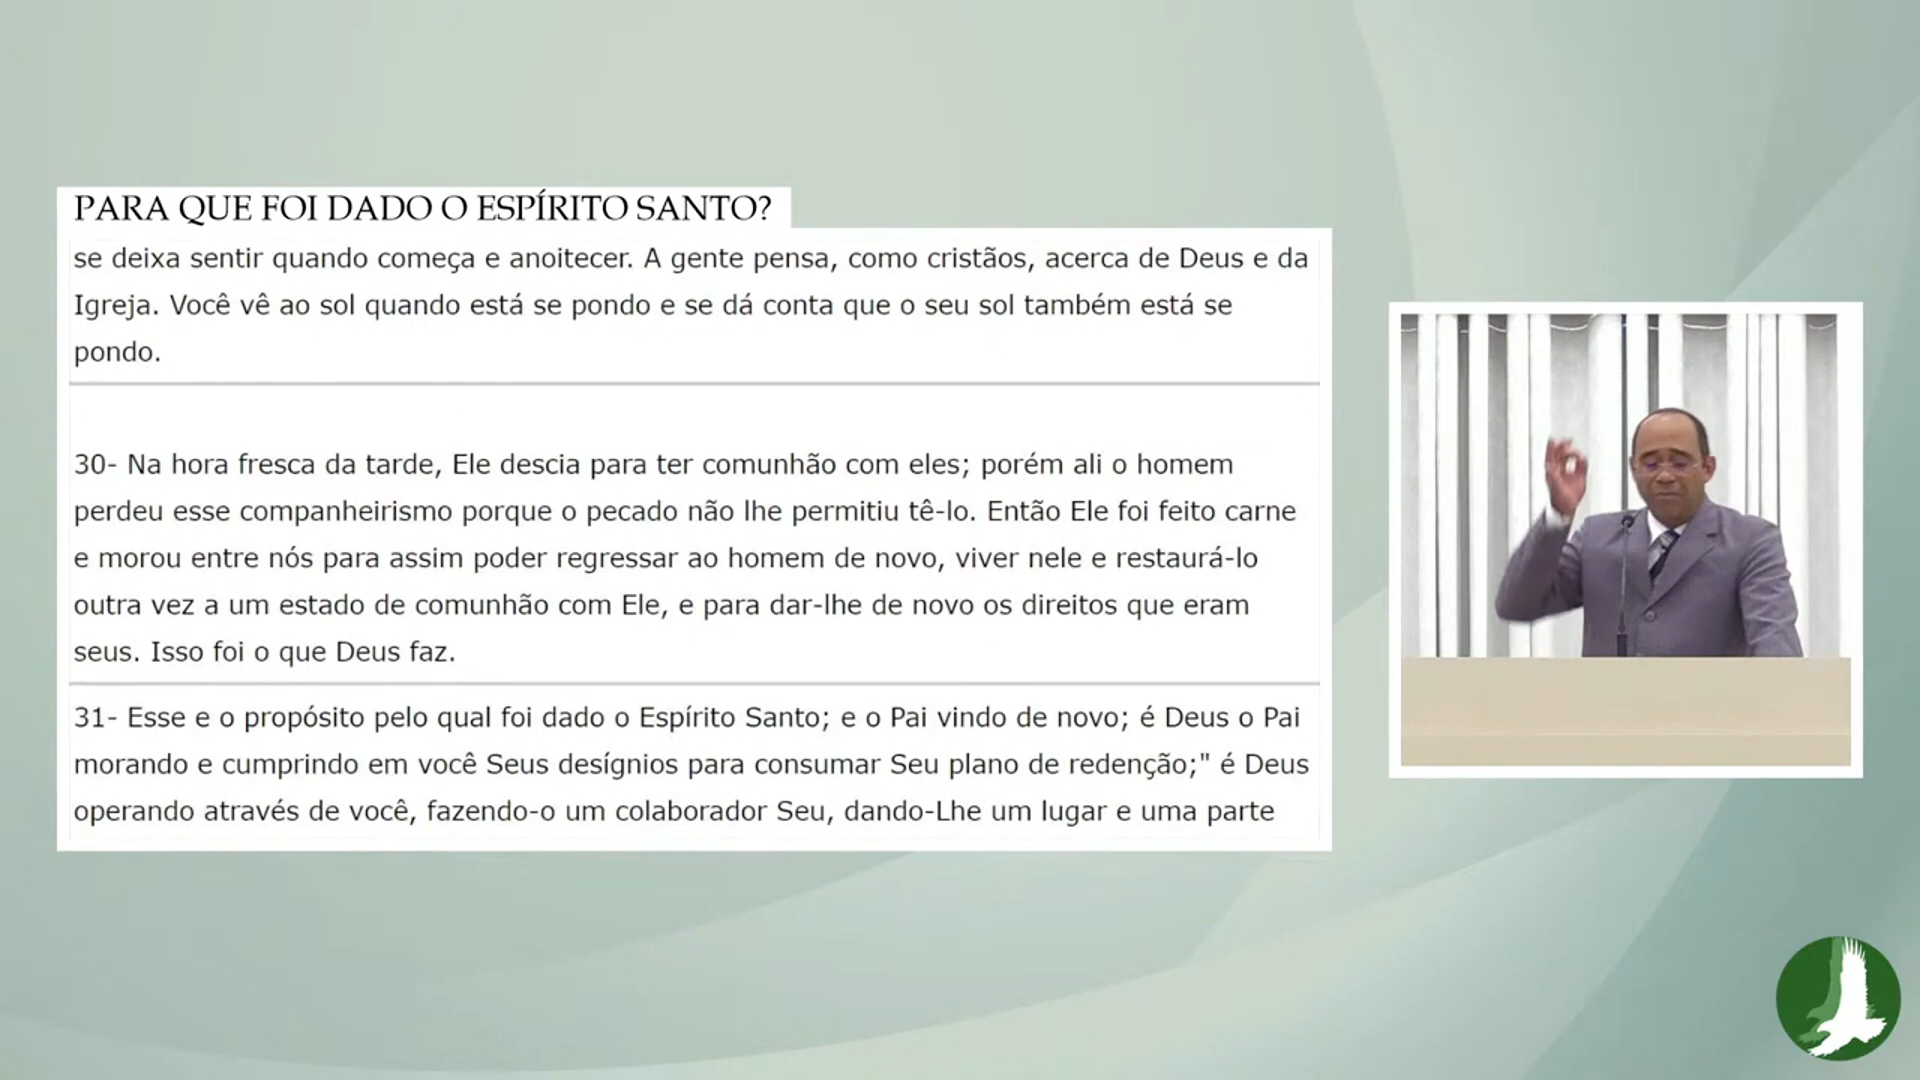 PARA QUE FOI DADO O ESPÍRITO SANTO?
se deixa sentir quando começa e anoitecer. A gente pensa, como cristãos, acerca de Deus e da
Igreja. Você vê ao sol quando está se pondo e se dá conta que o seu sol também está se
pondo.
30- Na hora fresca da tarde, Ele descia para ter comunhão com eles; porém ali o homem
perdeu esse companheirismo porque o pecado não lhe permitiu tê-lo. Então Ele foi feito carne
e morou entre nós para assim poder regressar ao homem de novo, viver nele e restaurá-lo
outra vez a um estado de comunhão com Ele, e para dar-lhe de novo os direitos que eram
seus. Isso foi o que Deus faz.
31- Esse e o propósito pelo qual foi dado o Espírito Santo; e o Pai vindo de novo; é Deus o Pai
morando e cumprindo em você Seus desígnios para consumar Seu plano de redenção;" é Deus
operando através de você, fazendo-o um colaborador Seu, dando-Lhe um lugar e uma parte